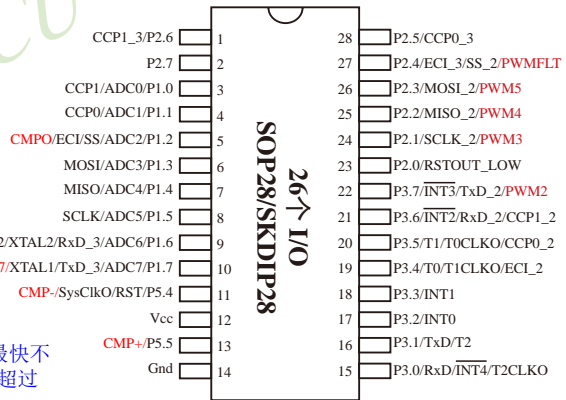 CCP1_3/P2.6 1
P2.7 2
CCP1/ADC0/P1.0 3
CCP0/ADC1/P1.1 4
CMPO/ECI/SS/ADC2/P1.2 5
MOSI/ADC3/P1.3 6
MISO/ADC4/P1.4 7
SCLK/ADC5/P1.5 8
2/XTAL2/RxD_3/ADC6/P1.6 9
7/XTAL1/TxD_3/ADC7/P1.7 10
CMP-/SysClkO/RST/P5.4 11
Vcc 12
CMP+/P5.5 13
Gnd 14
SOP28/SKDIP28
26个 I/O
28 P2.5/CCP0_3
27 P2.4/ECI_3/SS_2/PWMFLT
26 P2.3/MOSI_2/PWM5
25 P2.2/MISO_2/PWM4
24 P2.1/SCLK_2/PWM3
23 P2.0/RSTOUT_LOW
22 P3.7/INT3/TxD_2/PWM2
21 P3.6/INT2/RxD_2/CCP1_2
20 P3.5/T1/T0CLKO/CCP0_2
19 P3.4/T0/T1CLKO/ECI_2
18 P3.3/INT1
17 P3.2/INT0
16 P3.1/TxD/T2
15 P3.0/RxD/INT4/T2CLKO
最快不
超过